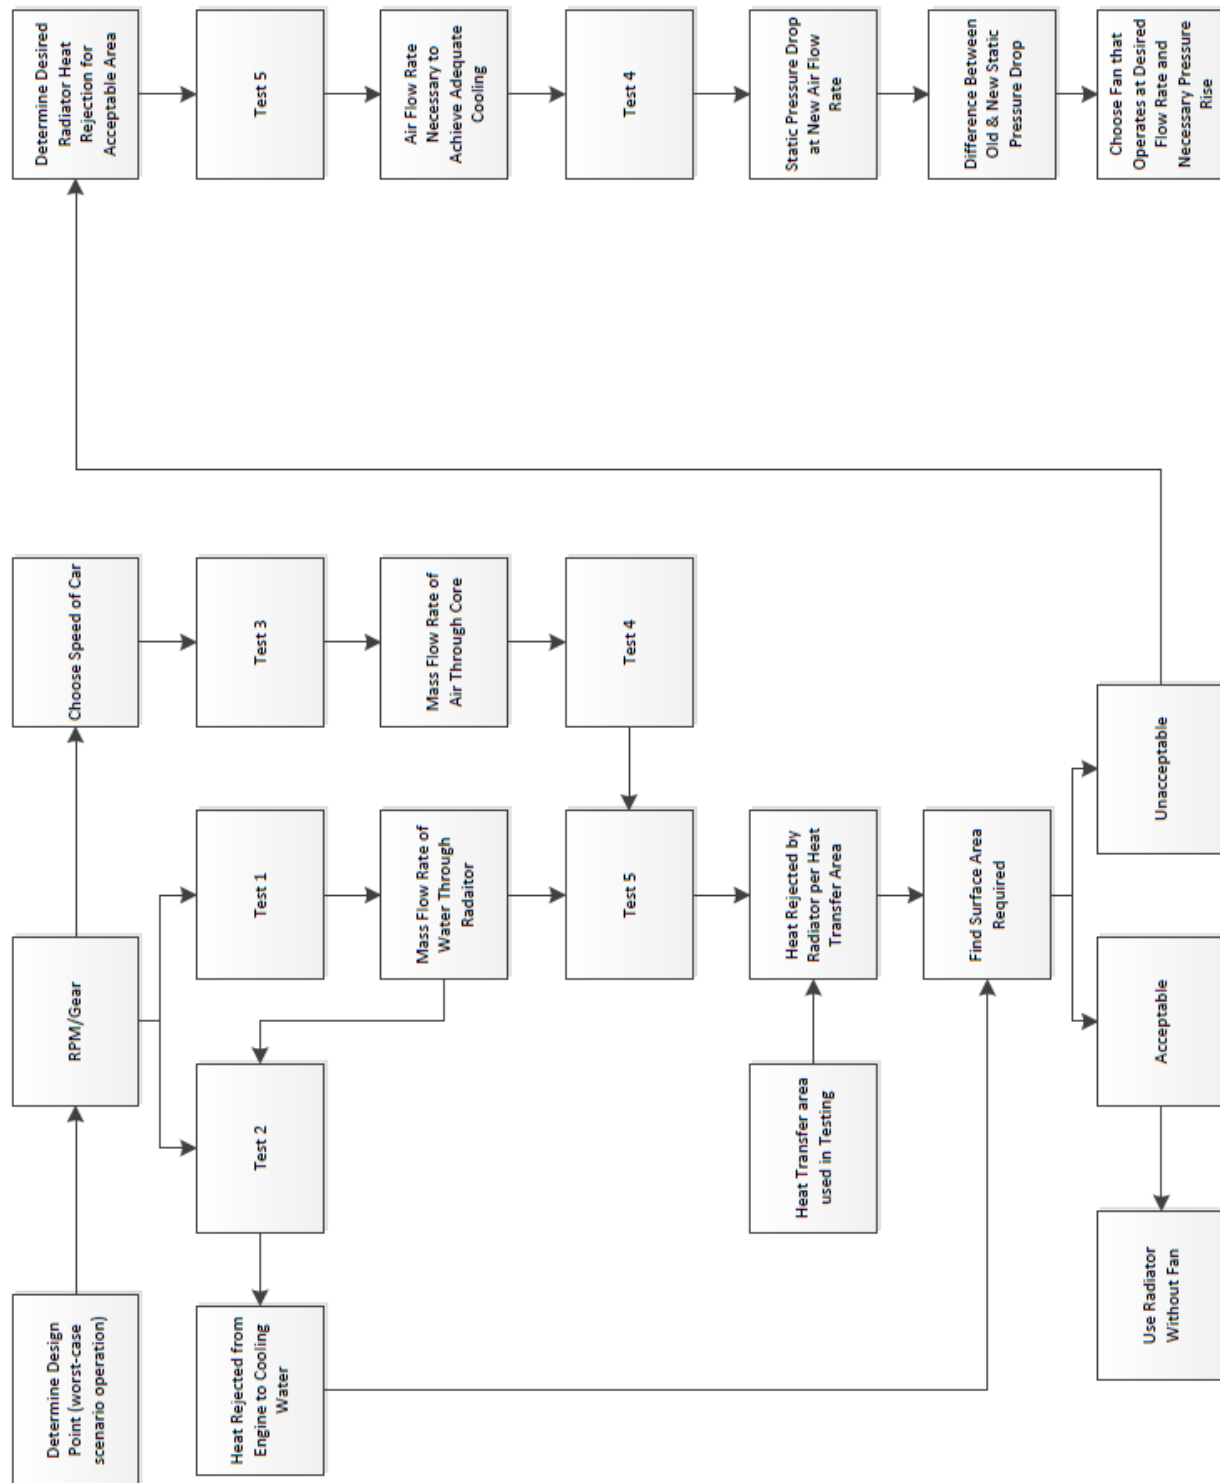 Determine Design
Point (worst-case
scenario operation)
RPM/Gear
Choose Speed of Car
Determine Desired
Radiator Heat
Rejection for
Acceptable Area
Heat Rejected from
Engine to Cooling
Water
Test 2
Test 1
Test 3
Test 5
Mass Flow Rate of
Water Through
Radaitor
Mass Flow Rate of
Air Through Core
Air Flow Rate
Necessary to
Achieve Adequate
Cooling
Test 5
Test 4
Test 4
Heat Transfer area
used in Testing
Heat Rejected by
Radiator per Heat
Transfer Area
Static Pressure Drop
at New Air Flow
Rate
Find Surface Area
Required
Difference Between
Old & New Static
Pressure Drop
Use Radiator
Without Fan
Acceptable
Unacceptable
Choose Fan that
Operates at Desired
Flow Rate and
Necessary Pressure
Rise